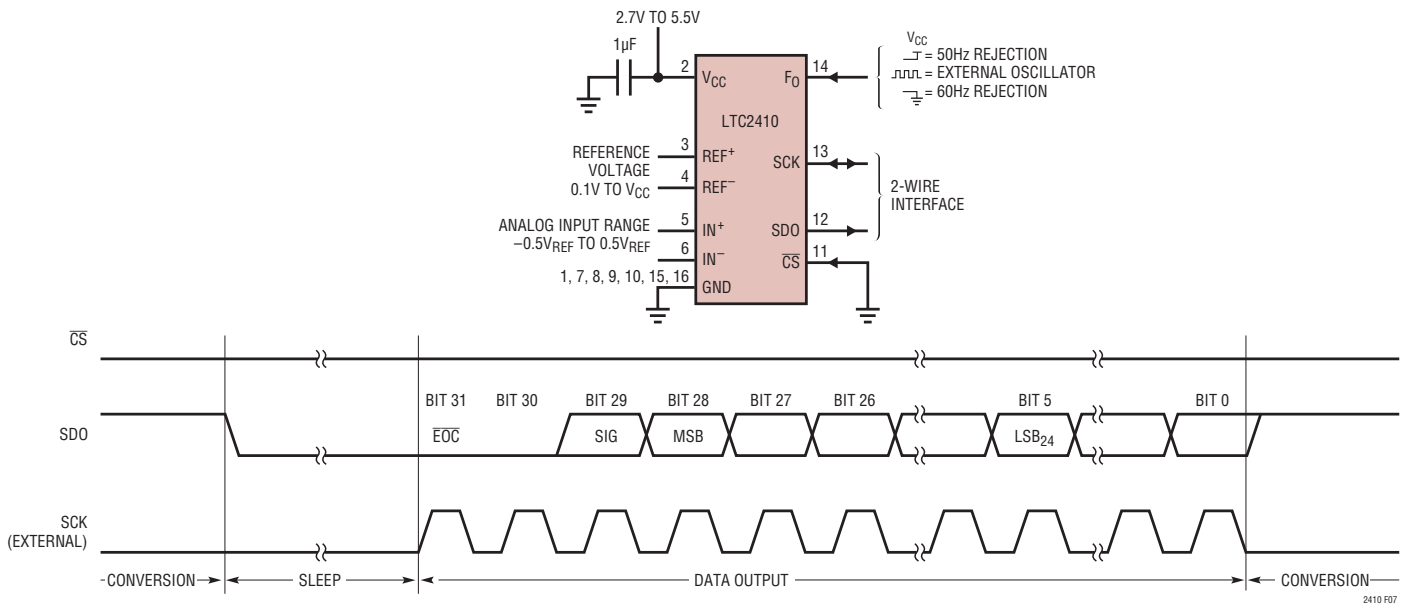 2.7V TO 5.5V
1µF
2
VCC
FO
14
VCC
= 50Hz REJECTION
= EXTERNAL OSCILLATOR
= 60Hz REJECTION
LTC2410
REFERENCE
VOLTAGE
0.1V TO VCC
3
REF+
4
REF−
SCK
13
2-WIRE
INTERFACE
ANALOG INPUT RANGE
−0.5VREF TO 0.5VREF
5
IN+
6
IN−
SDO
12
CS
11
1, 7, 8, 9, 10, 15, 16
GND
CS
BIT 31 BIT 30 BIT 29 BIT 28 BIT 27 BIT 26 BIT 5 BIT 0
SDO
EOC SIG MSB LSB24
SCK
(EXTERNAL)
CONVERSION SLEEP DATA OUTPUT CONVERSION
2410 F07